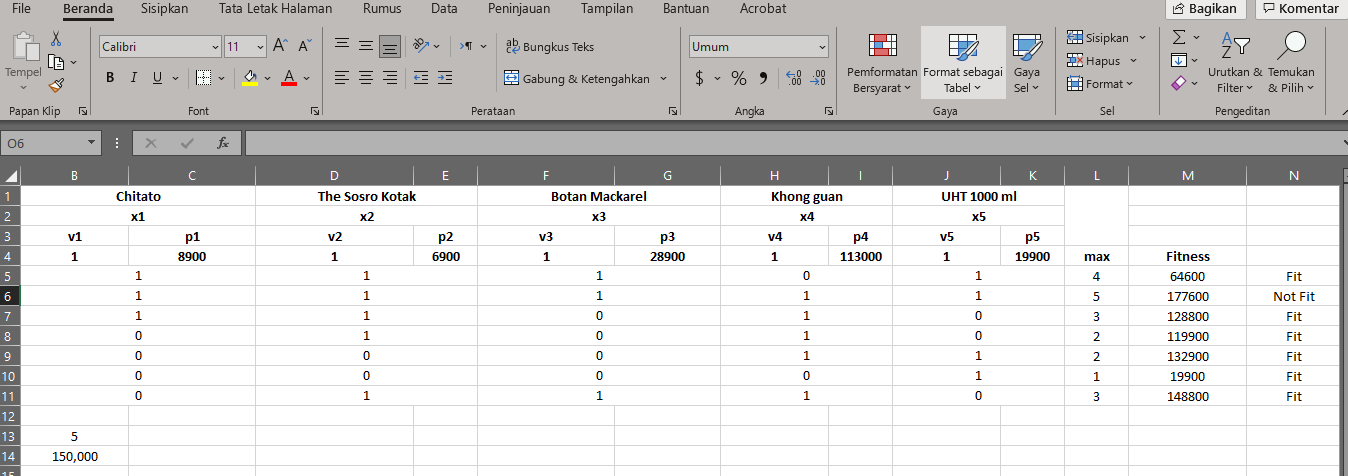 File Beranda Sisipkan Tata Letak Halaman Rumus Data Peninjauan Tampilan Bantuan Acrobat Bagikan Komentar
Calibri 11 A A ab Bungkus Teks Umum Sisipkan
Tempel B I U A Gabung & Ketengahkan $ % Pemformatan Bersyarat Format sebagai Tabel Gaya Sel Hapus Format Urutkan & Filter Temukan & Pilih
Papan Klip Font Perataan Angka Gaya Sel Pengeditan
O6 fx
B C D E F G H I J K L M N
1 Chitato The Sosro Kotak Botan Mackarel Khong guan UHT 1000 ml
2 x1 x2 x3 x4 x5
3 v1 p1 v2 p2 v3 p3 v4 p4 v5 p5
4 1 8900 1 6900 1 28900 1 113000 1 19900 max Fitness
5 1 1 1 0 1 4 64600 Fit
6 1 1 1 1 1 5 177600 Not Fit
7 1 1 0 1 0 3 128800 Fit
8 0 1 0 1 0 2 119900 Fit
9 0 0 0 1 1 2 132900 Fit
10 0 0 0 0 1 1 19900 Fit
11 0 1 1 1 0 3 148800 Fit
12
13 5
14 150,000
15